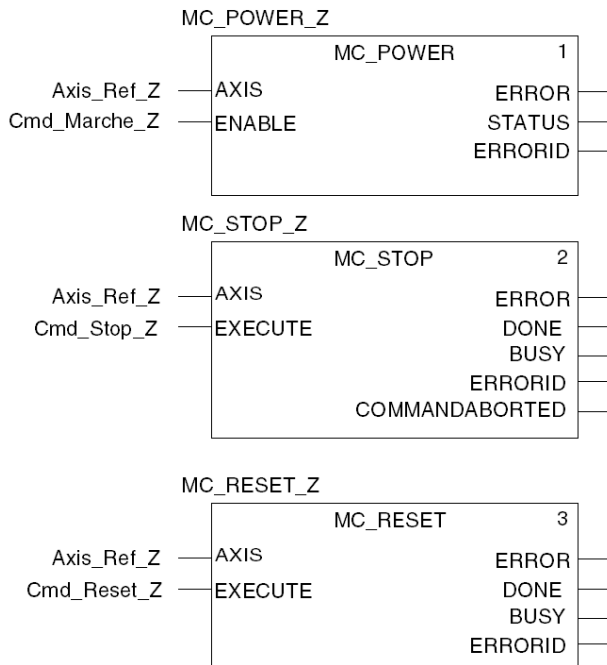 MC_POWER_Z
MC_POWER 1
Axis_Ref_Z AXIS ERROR
Cmd_Marche_Z ENABLE STATUS
ERRORID
MC_STOP_Z
MC_STOP 2
Axis_Ref_Z AXIS ERROR
Cmd_Stop_Z EXECUTE DONE
BUSY
ERRORID
COMMANDABORTED
MC_RESET_Z
MC_RESET 3
Axis_Ref_Z AXIS ERROR
Cmd_Reset_Z EXECUTE DONE
BUSY
ERRORID